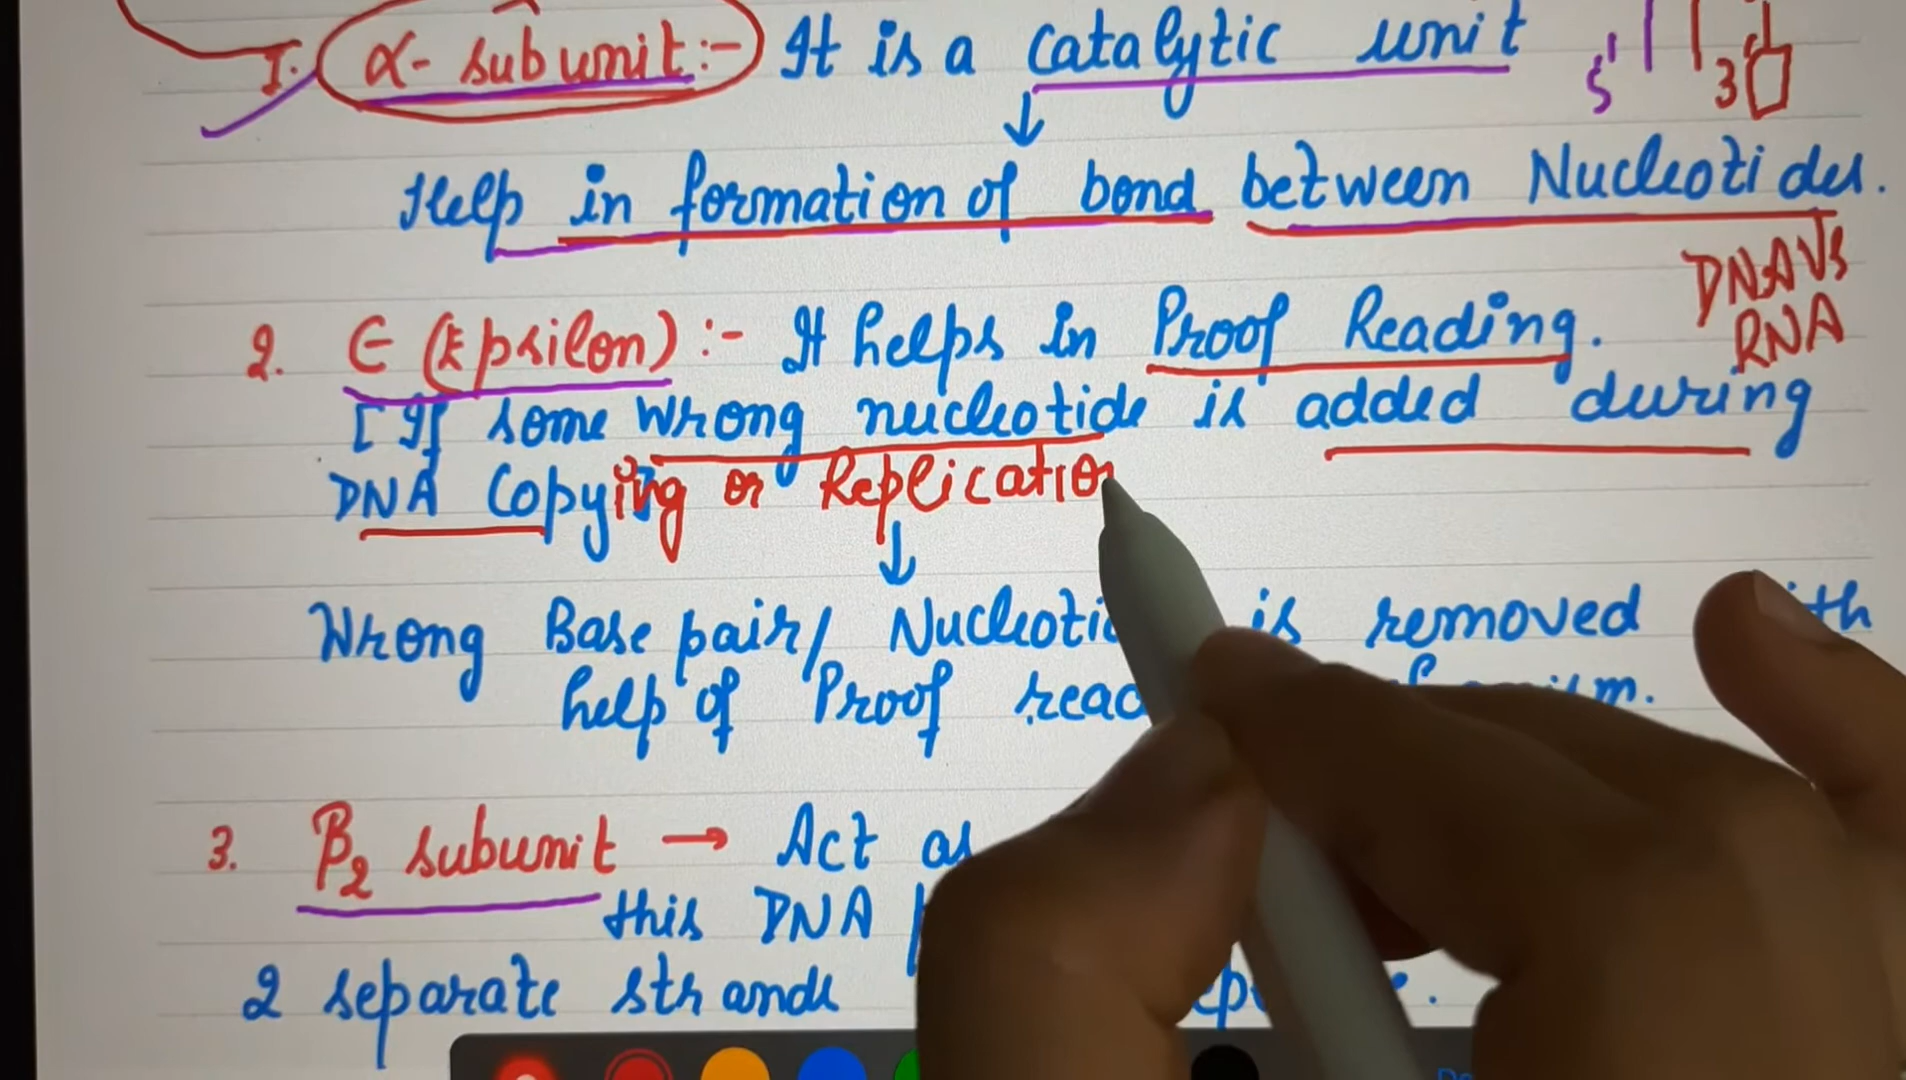 1. α- subunit:- It is a catalytic unit
5' 3
↓
Help in formation of bond between Nucleotides.
DNA Vs
RNA
2. ∈ (Epsilon) :- It helps in Proof Reading.
[If some wrong nucleotide is added during
DNA Copying or Replication
↓
Wrong Base pair/ Nucleotid is removed
help of Proof read
3. β2 subunit → Act as
this DNA
2 separate strands